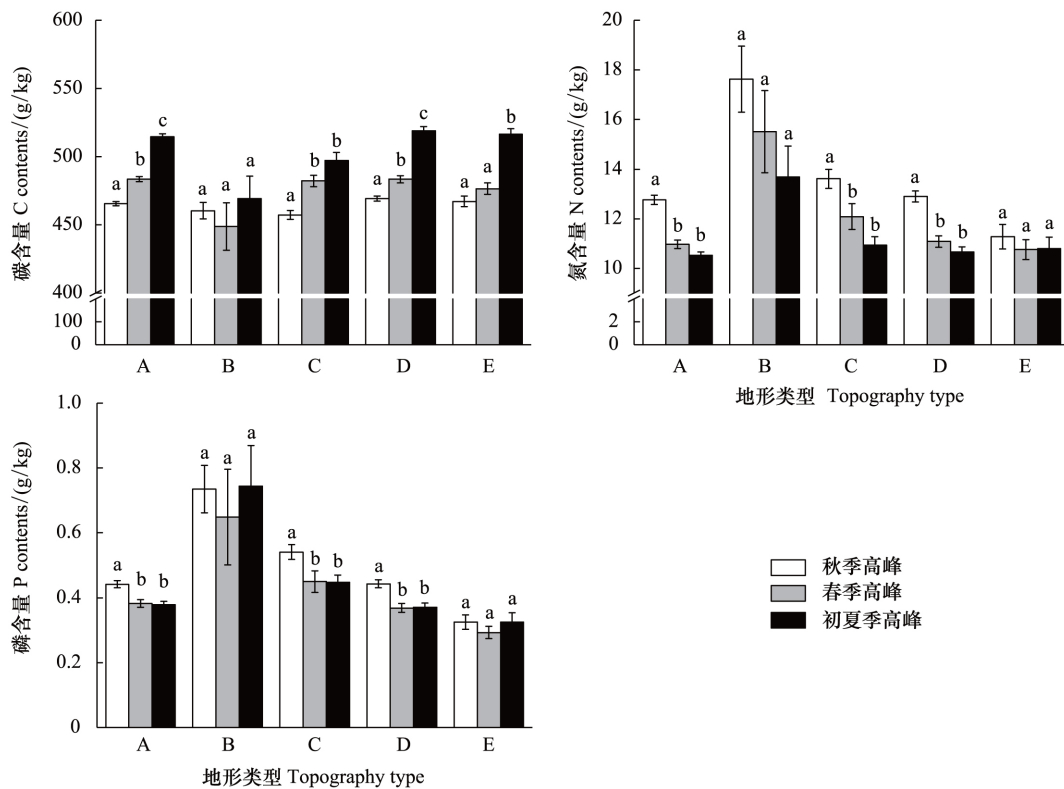 600
550
500
450
400
100
0
碳含量 C contents/(g/kg)
a b c
a a a
a b b
a b c
a a b
A B C D E
20
18
16
14
12
10
2
0
氮含量 N contents/(g/kg)
a b b
a a a
a b b
a b b
a a a
A B C D E
地形类型 Topography type
1.0
0.8
0.6
0.4
0.2
0
磷含量 P contents/(g/kg)
a b b
a a a
a b b
a b b
a a a
A B C D E
地形类型 Topography type
秋季高峰
春季高峰
初夏季高峰